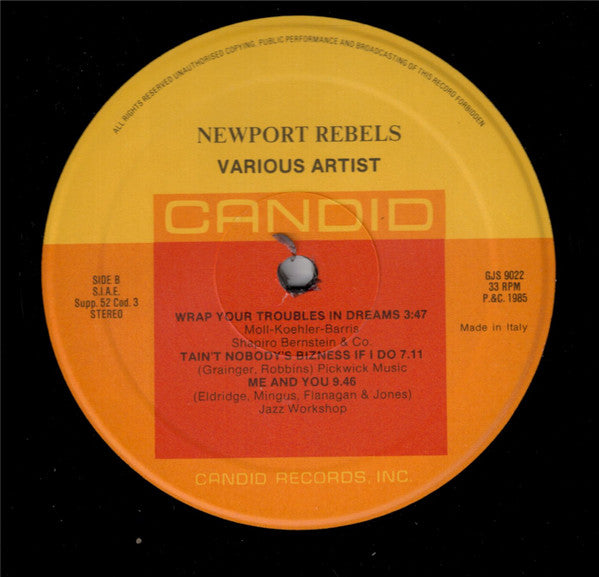 ALL RIGHTS RESERVED UNAUTHORISED COPYING, PUBLIC PERFORMANCE AND BROADCASTING OF THIS RECORD FORBIDDEN
NEWPORT REBELS
VARIOUS ARTIST
CANDID
SIDE B
S.I.A.E.
Supp. 52 Cod. 3
STEREO
GJS 9022
33 RPM
P.&C. 1985
Made in Italy
WRAP YOUR TROUBLES IN DREAMS 3:47
Moll-Koehler-Barris
Shapiro Bernstein & Co.
TAIN'T NOBODY'S BIZNESS IF I DO 7.11
(Grainger, Robbins) Pickwick Music
ME AND YOU 9.46
(Eldridge, Mingus, Flanagan & Jones)
Jazz Workshop
CANDID RECORDS, INC.